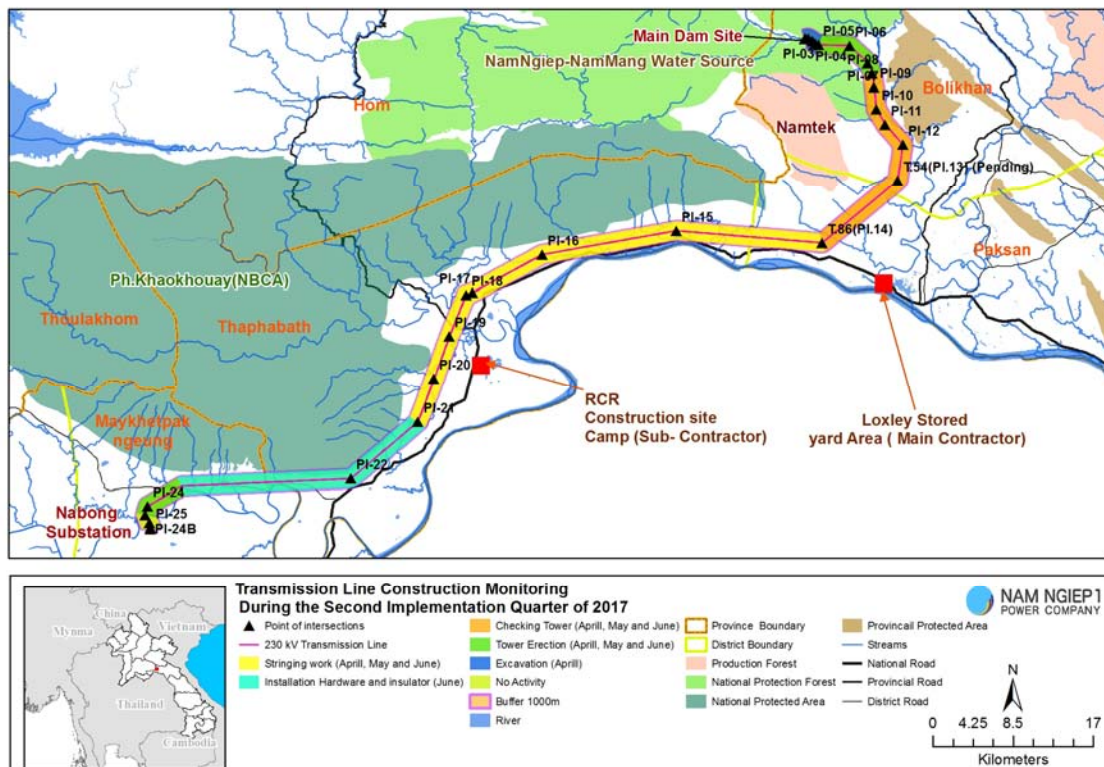 Main Dam Site
PI-05
PI-06
PI-03
PI-04
PI-08
NamNgiep-NamMang Water Source
PI-09
PI-10
Bolikhan
Hom
PI-11
Namtek
PI-12
T.54(PI.13) (Pending)
PI-15
T.86(PI.14)
PI-16
Paksan
Ph.Khaokhouay(NBCA)
PI-17
PI-18
Thoulakhom
Thaphabath
PI-19
PI-20
RCR
Construction site
Camp (Sub- Contractor)
Loxley Stored
yard Area ( Main Contractor)
PI-21
Maykhetpak
ngeung
PI-22
PI-24
PI-25
Nabong
Substation
PI-24B
China
Mynma
Vietnam
Thailand
Cambodia
Transmission Line Construction Monitoring
During the Second Implementation Quarter of 2017
Point of intersections
230 kV Transmission Line
Stringing work (Aprill, May and June)
Installation Hardware and insulator (June)
Checking Tower (Aprill, May and June)
Tower Erection (Aprill, May and June)
Excavation (Aprill)
No Activity
Buffer 1000m
River
Province Boundary
District Boundary
Production Forest
National Protection Forest
National Protected Area
Provincail Protected Area
Streams
National Road
Provincial Road
District Road
NAM NGIEP1
POWER COMPANY
N
0 4.25 8.5 17
Kilometers